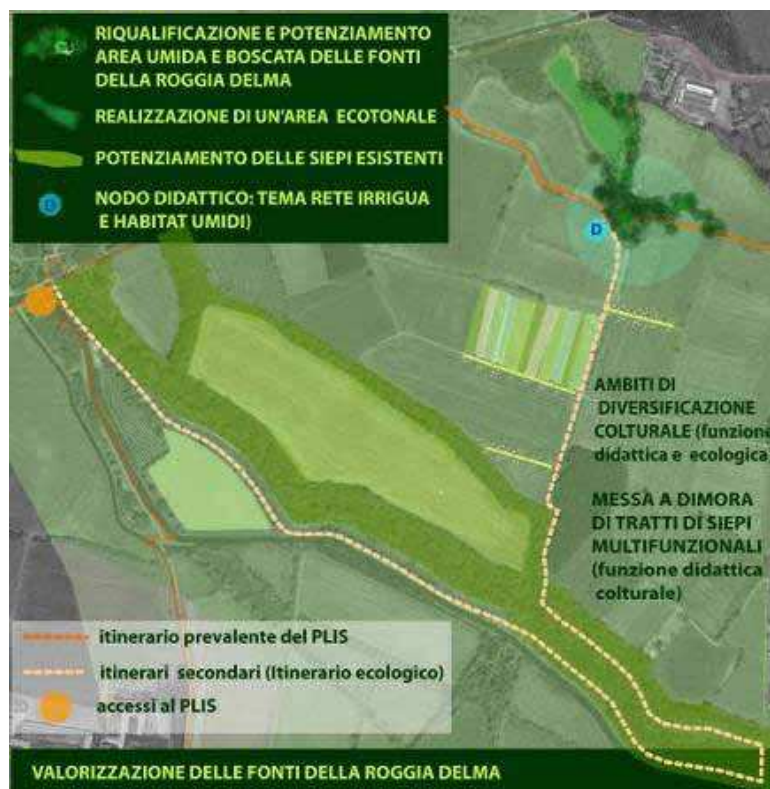 RIQUALIFICAZIONE E POTENZIAMENTO
AREA UMIDA E BOSCATA DELLE FONTI
DELLA ROGGIA DELMA
REALIZZAZIONE DI UN'AREA ECOTONALE
POTENZIAMENTO DELLE SIEPI ESISTENTI
D
NODO DIDATTICO: TEMA RETE IRRIGUA
E HABITAT UMIDI)
D
AMBITI DI
DIVERSIFICAZIONE
COLTURALE (funzione
didattica e ecologica
MESSA A DIMORA
DI TRATTI DI SIEPI
MULTIFUNZIONALI
(funzione didattica
colturale)
itinerario prevalente del PLIS
itinerari secondari (Itinerario ecologico)
accessi al PLIS
VALORIZZAZIONE DELLE FONTI DELLA ROGGIA DELMA